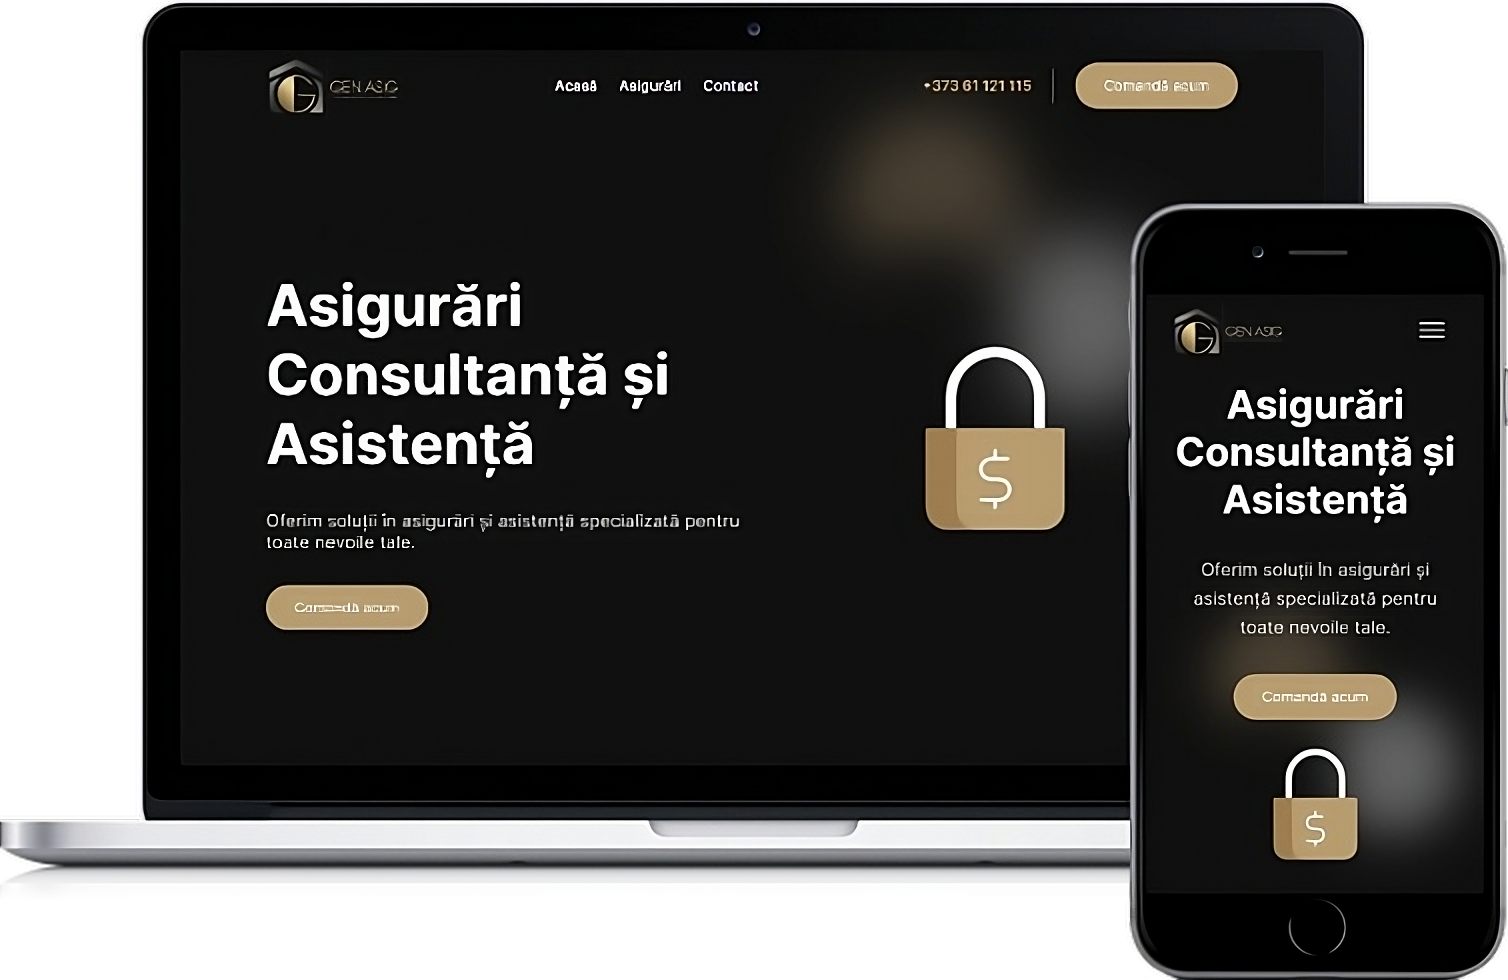 GEN ASIG
Acasă Asigurări Contact
+373 61 121 115
Comandă acum
Asigurări
Consultanță și
Asistență
Oferim soluții în asigurări și asistență specializată pentru
toate nevoile tale.
Comandă acum
$
GEN ASIG
Asigurări
Consultanță și
Asistență
Oferim soluții în asigurări și
asistență specializată pentru
toate nevoile tale.
Comandă acum
$